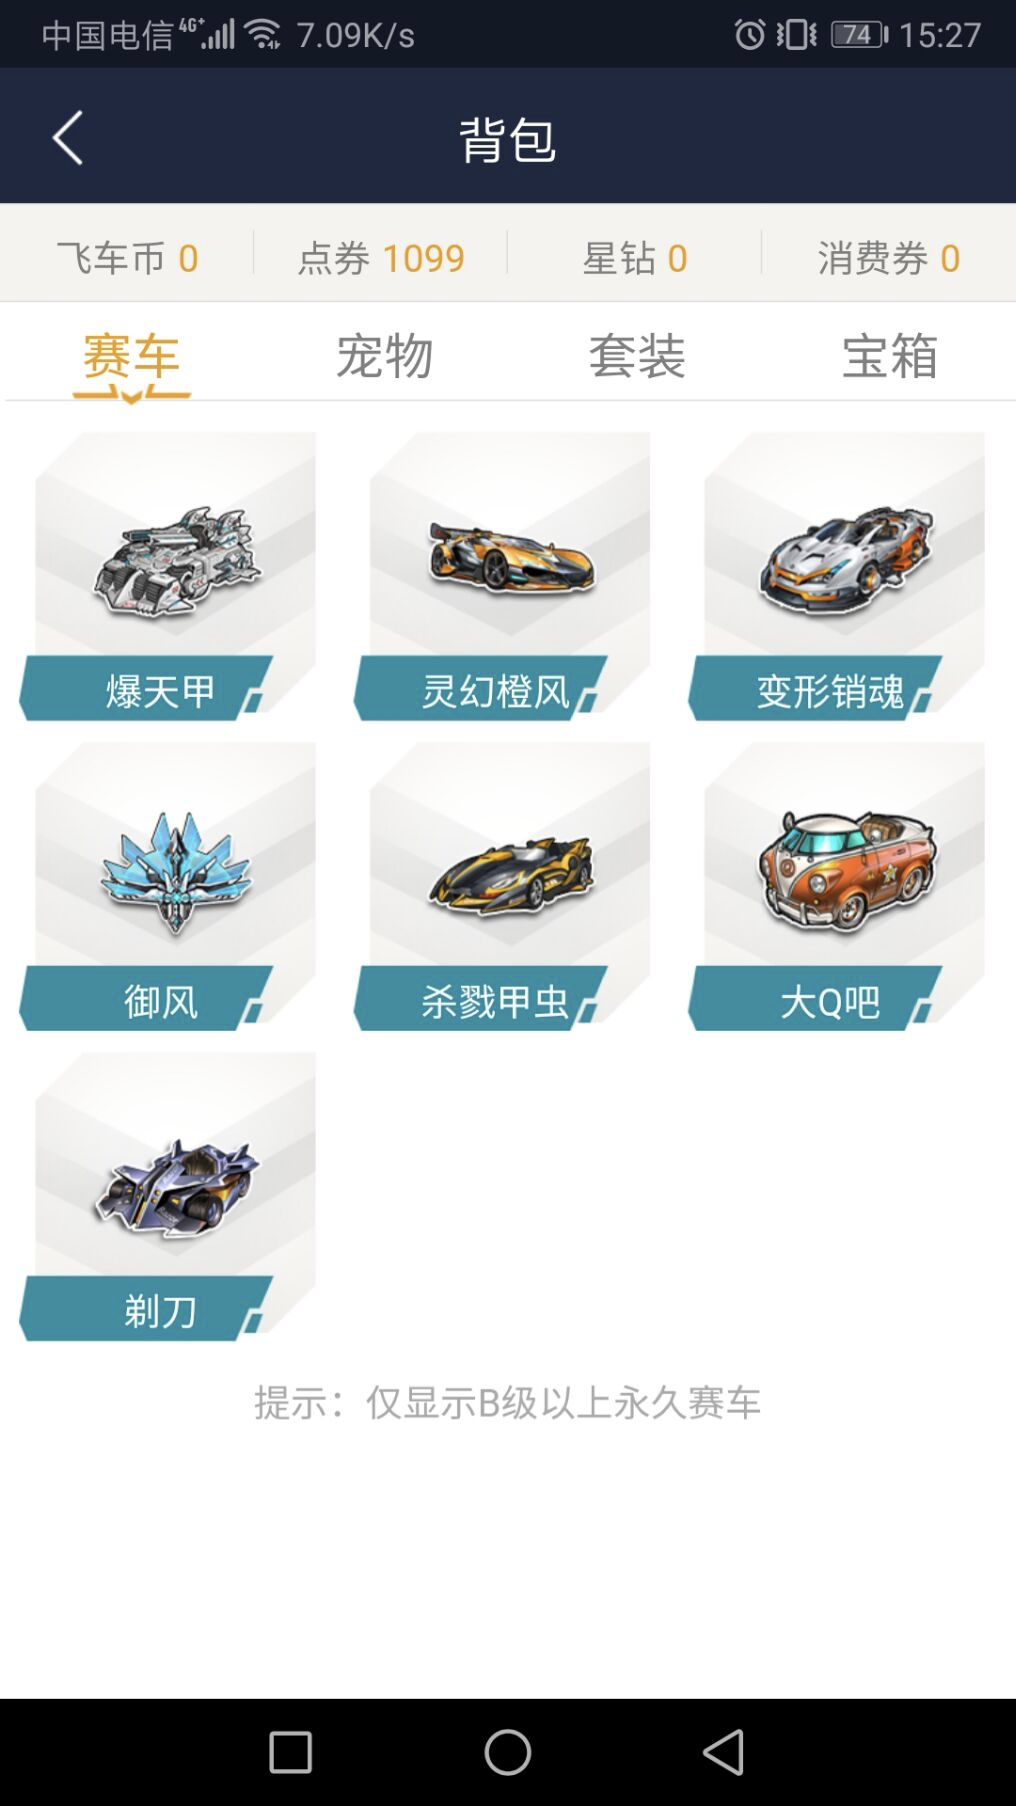 中国电信 4G+ 7.09K/s 74 15:27
背包
飞车币 0 点券 1099 星钻 0 消费券 0
赛车 宠物 套装 宝箱
爆天甲 灵幻橙风 变形销魂
御风 杀戮甲虫 大Q吧
剃刀
提示：仅显示B级以上永久赛车